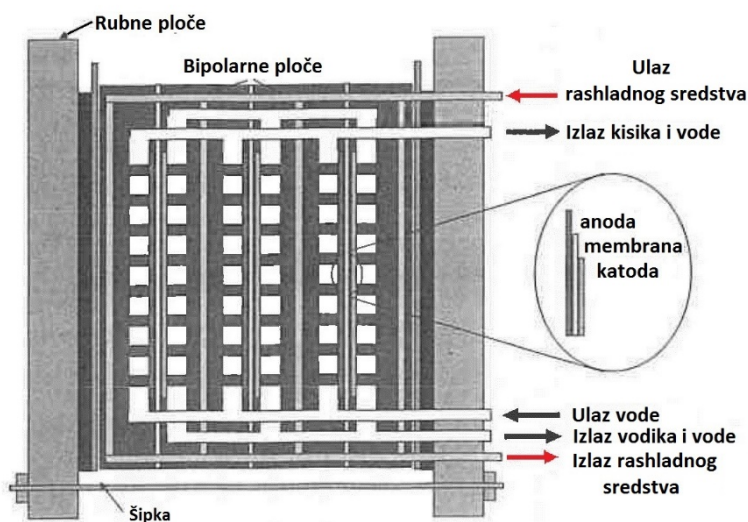 Rubne ploče
Bipolarne ploče
Ulaz
rashladnog sredstva
Izlaz kisika i vode
anoda
membrana
katoda
Ulaz vode
Izlaz vodika i vode
Izlaz rashladnog
sredstva
Šipka